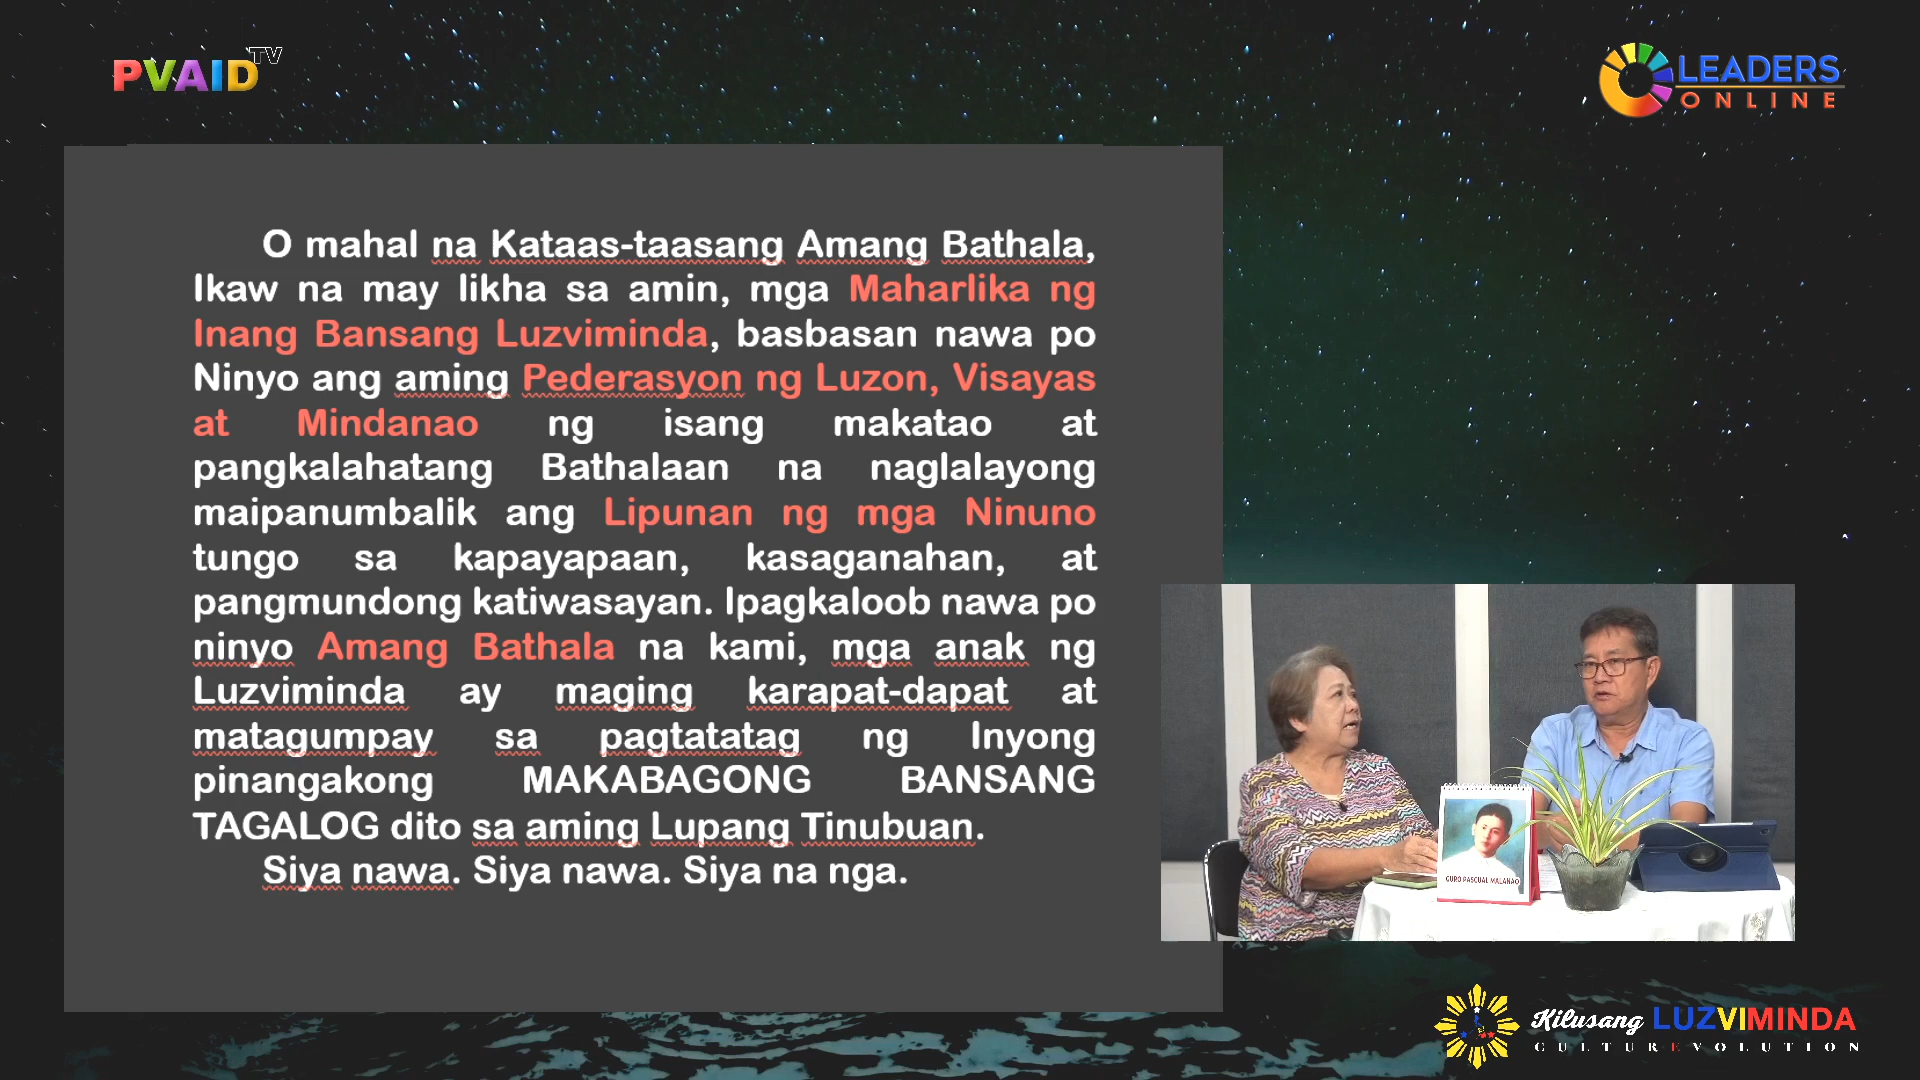 PVAID TV
LEADERS
ONLINE
O mahal na Kataas-taasang Amang Bathala,
Ikaw na may likha sa amin, mga Maharlika ng
Inang Bansang Luzviminda, basbasan nawa po
Ninyo ang aming Pederasyon ng Luzon, Visayas
at Mindanao ng isang makatao at
pangkalahatang Bathalaan na naglalayong
maipanumbalik ang Lipunan ng mga Ninuno
tungo sa kapayapaan, kasaganahan, at
pangmundong katiwasayan. Ipagkaloob nawa po
ninyo Amang Bathala na kami, mga anak ng
Luzviminda ay maging karapat-dapat at
matagumpay sa pagtatatag ng Inyong
pinangakong MAKABAGONG BANSANG
TAGALOG dito sa aming Lupang Tinubuan.
Siya nawa. Siya nawa. Siya na nga.
GURO PASCUAL MALANAO
Kilusang LUZVIMINDA
CULTUREVOLUTION